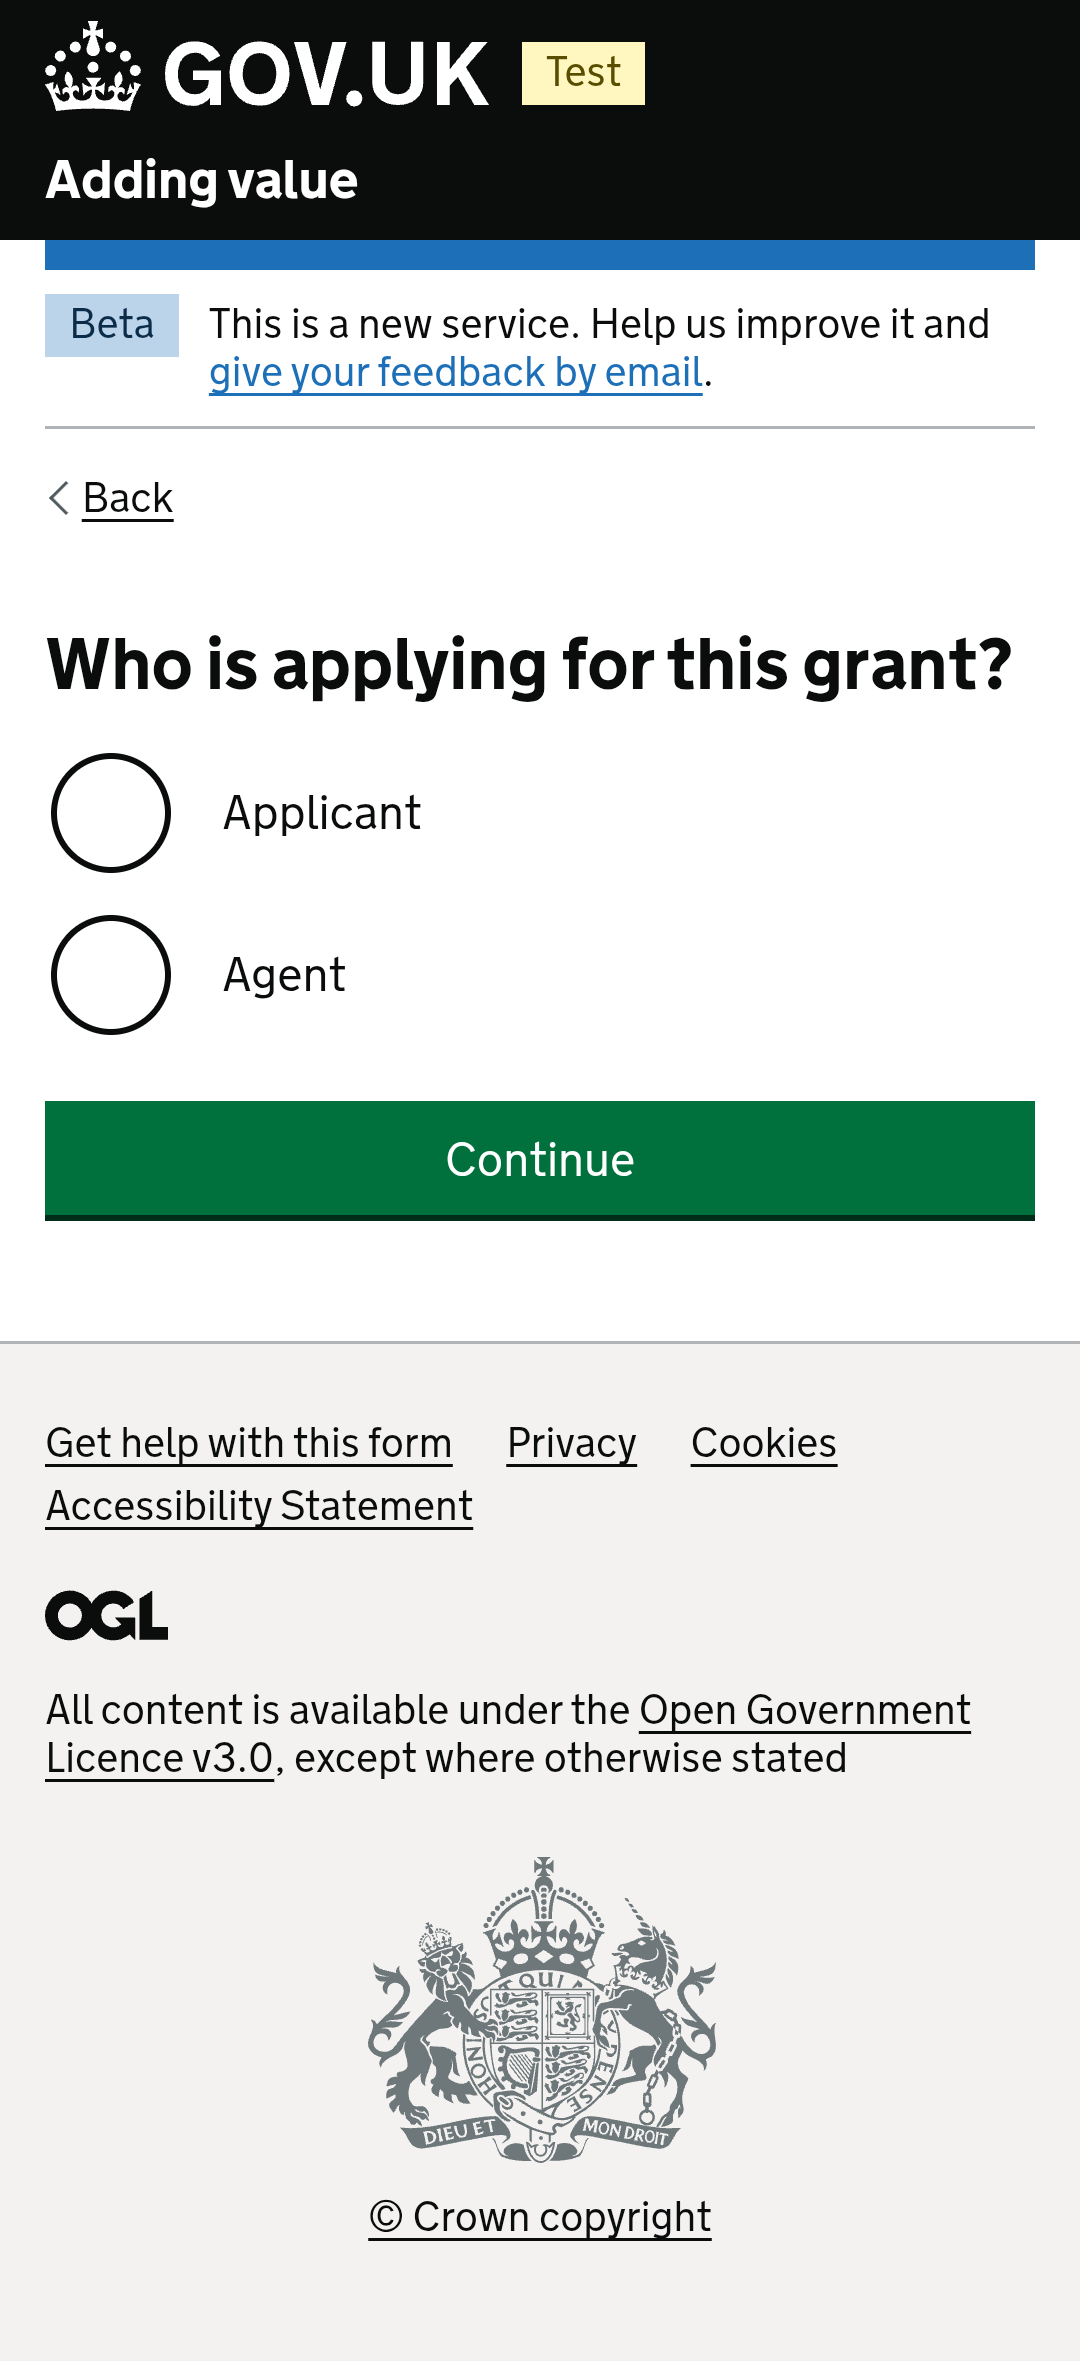 GOV.UK Test
Adding value
Beta This is a new service. Help us improve it and
give your feedback by email.
Back
Who is applying for this grant?
Applicant
Agent
Continue
Get help with this form Privacy Cookies
Accessibility Statement
OGL
All content is available under the Open Government
Licence v3.0, except where otherwise stated
QUI
HON
PENSE
DIEU ET MON DROIT
© Crown copyright